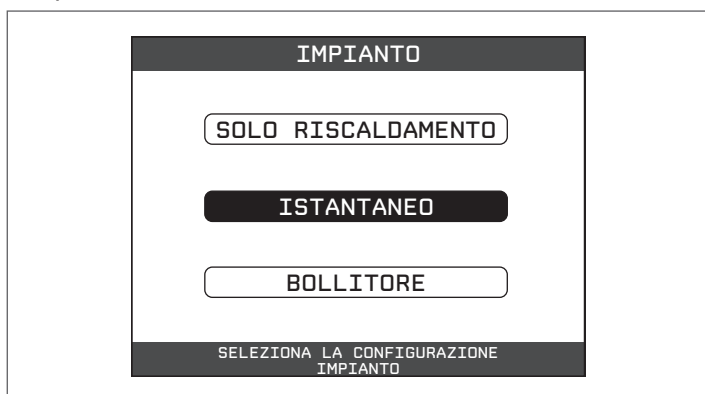 IMPIANTO
SOLO RISCALDAMENTO
ISTANTANEO
BOLLITORE
SELEZIONA LA CONFIGURAZIONE
IMPIANTO